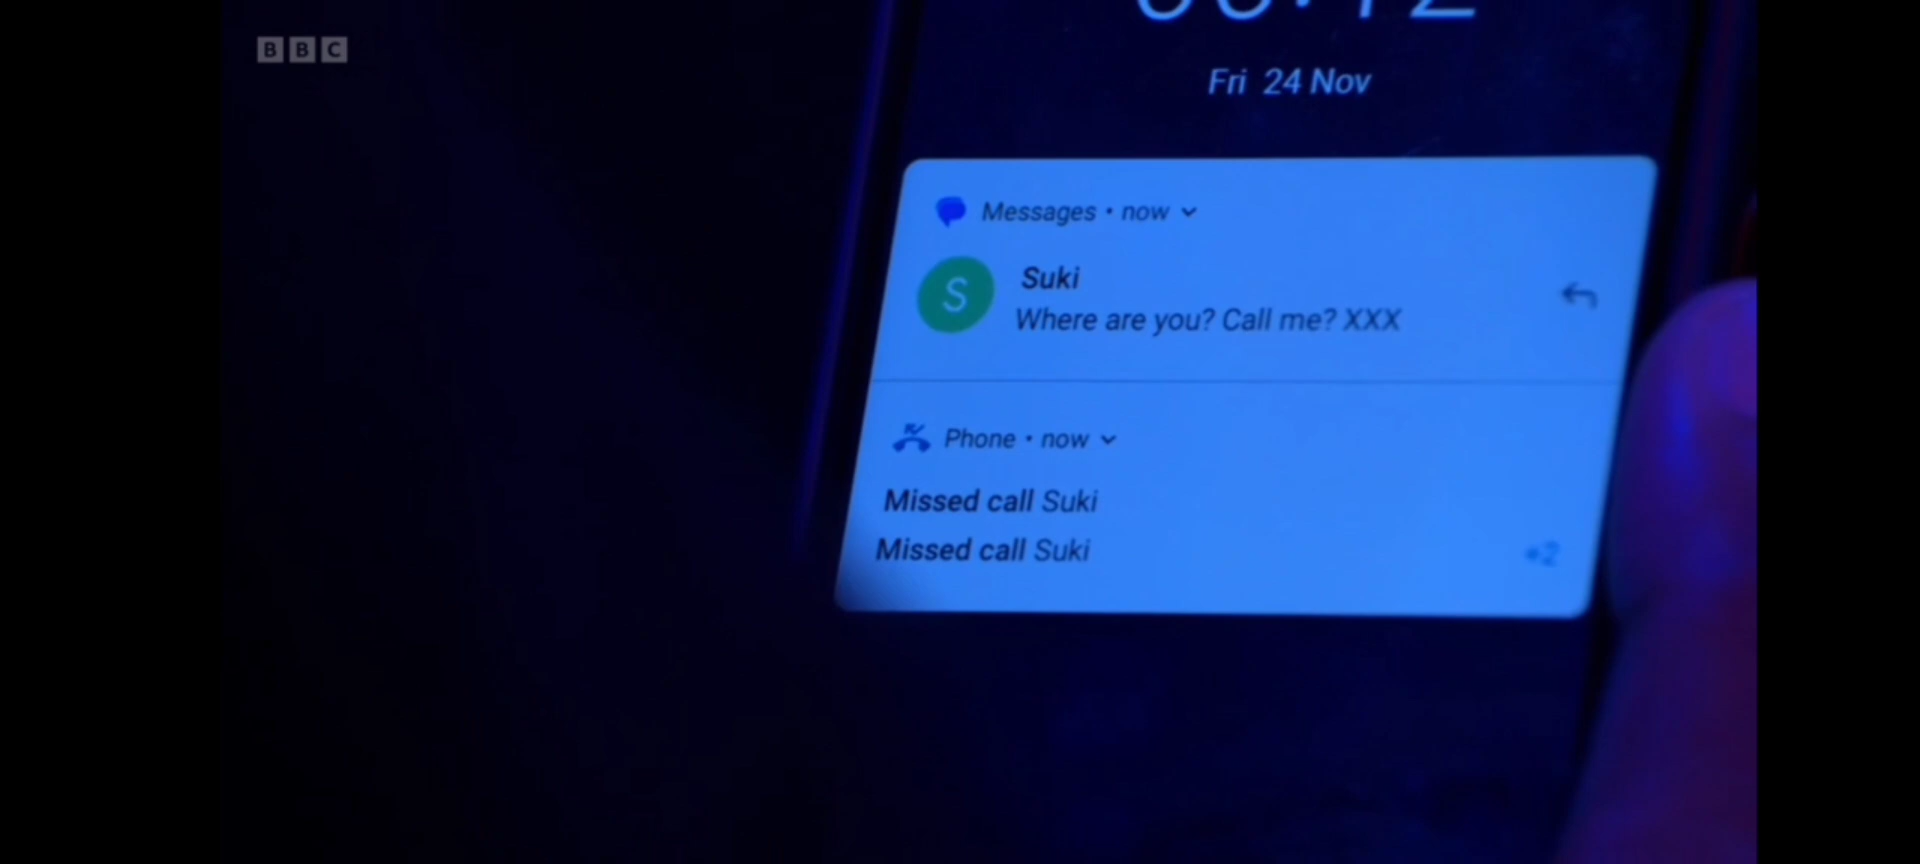 BBC
Fri 24 Nov
Messages • now
S
Suki
Where are you? Call me? XXX
Phone • now
Missed call Suki
Missed call Suki
+2